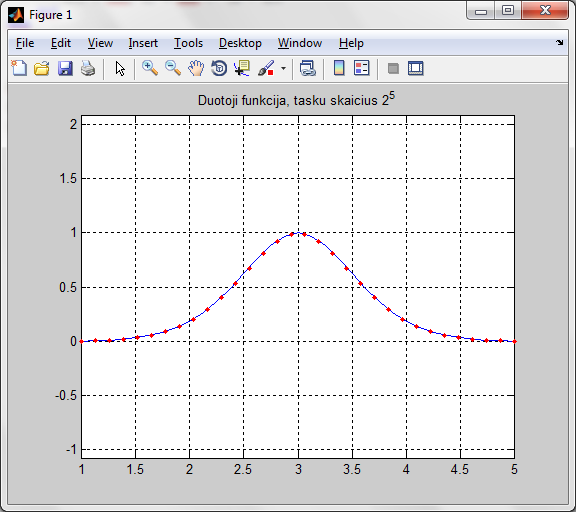 Figure 1
File Edit View Insert Tools Desktop Window Help
Duotoji funkcija, tasku skaicius 2^5
2
1.5
1
0.5
0
-0.5
-1
1 1.5 2 2.5 3 3.5 4 4.5 5